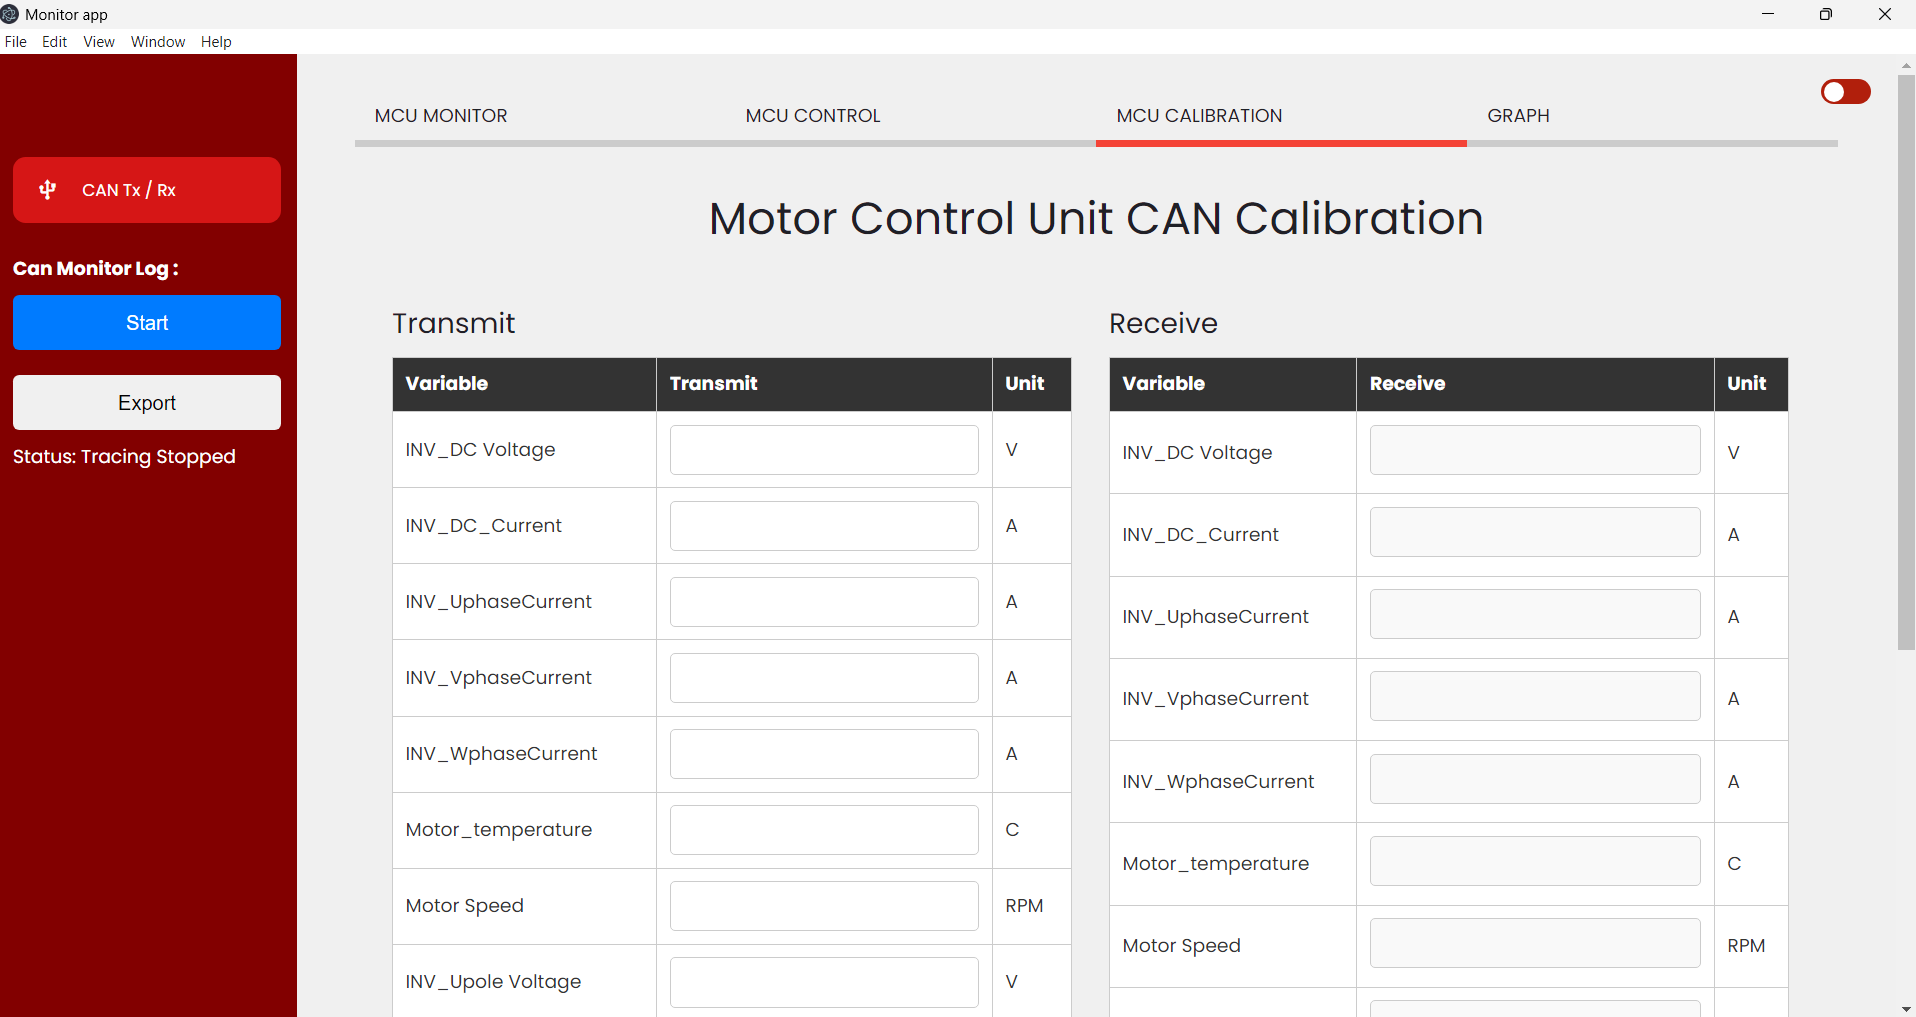 Monitor app
File Edit View Window Help
MCU MONITOR MCU CONTROL MCU CALIBRATION GRAPH
CAN Tx / Rx
Can Monitor Log :
Start
Export
Status: Tracing Stopped
Motor Control Unit CAN Calibration
Transmit
Variable Transmit Unit
INV_DC Voltage V
INV_DC_Current A
INV_UphaseCurrent A
INV_VphaseCurrent A
INV_WphaseCurrent A
Motor_temperature C
Motor Speed RPM
INV_Upole Voltage V
Receive
Variable Receive Unit
INV_DC Voltage V
INV_DC_Current A
INV_UphaseCurrent A
INV_VphaseCurrent A
INV_WphaseCurrent A
Motor_temperature C
Motor Speed RPM